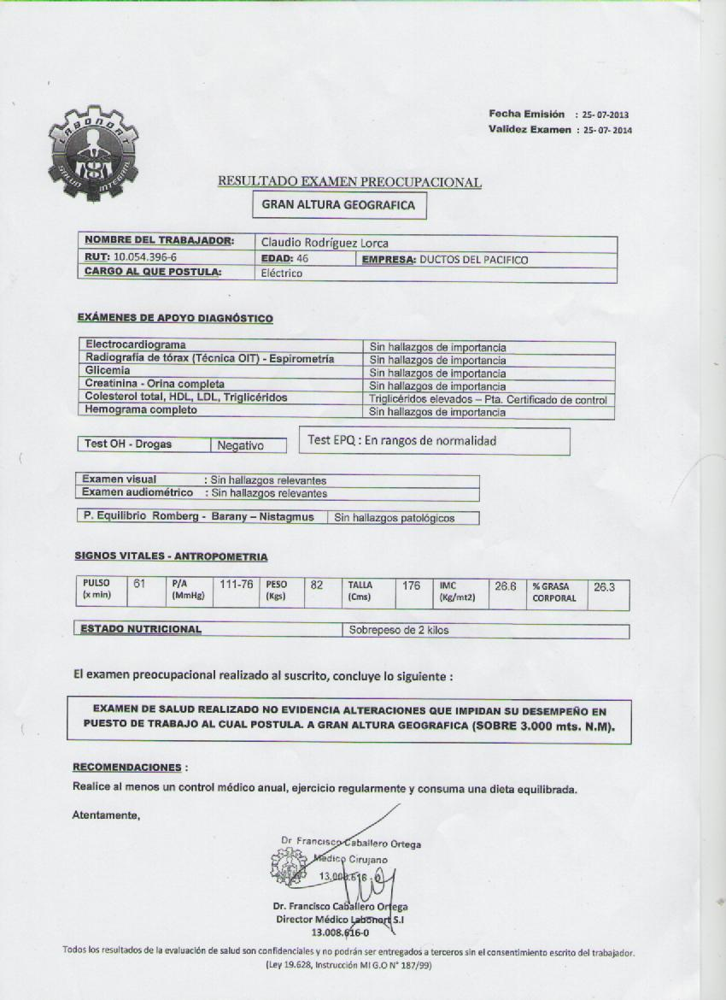 Fecha Emisión : 25- 07-2013
Validez Examen : 25- 07- 2014
LABONORT
SALUD INTEGRAL
RESULTADO EXAMEN PREOCUPACIONAL
GRAN ALTURA GEOGRAFICA
NOMBRE DEL TRABAJADOR: Claudio Rodríguez Lorca
RUT: 10.054.396-6 EDAD: 46 EMPRESA: DUCTOS DEL PACIFICO
CARGO AL QUE POSTULA: Eléctrico
EXÁMENES DE APOYO DIAGNÓSTICO
Electrocardiograma Sin hallazgos de importancia
Radiografía de tórax (Técnica OIT) - Espirometría Sin hallazgos de importancia
Glicemia Sin hallazgos de importancia
Creatinina - Orina completa Sin hallazgos de importancia
Colesterol total, HDL, LDL, Triglicéridos Triglicéridos elevados – Pta. Certificado de control
Hemograma completo Sin hallazgos de importancia
Test OH - Drogas Negativo Test EPQ : En rangos de normalidad
Examen visual : Sin hallazgos relevantes
Examen audiométrico : Sin hallazgos relevantes
P. Equilibrio Romberg - Barany – Nistagmus Sin hallazgos patológicos
SIGNOS VITALES - ANTROPOMETRIA
PULSO (x min) 61 P/A (MmHg) 111-76 PESO (Kgs) 82 TALLA (Cms) 176 IMC (Kg/mt2) 26.6 % GRASA CORPORAL 26.3
ESTADO NUTRICIONAL Sobrepeso de 2 kilos
El examen preocupacional realizado al suscrito, concluye lo siguiente :
EXAMEN DE SALUD REALIZADO NO EVIDENCIA ALTERACIONES QUE IMPIDAN SU DESEMPEÑO EN
PUESTO DE TRABAJO AL CUAL POSTULA. A GRAN ALTURA GEOGRAFICA (SOBRE 3.000 mts. N.M).
RECOMENDACIONES :
Realice al menos un control médico anual, ejercicio regularmente y consuma una dieta equilibrada.
Atentamente,
Dr Francisco Caballero Ortega
Médico Cirujano
13.008.616 - 0
Dr. Francisco Caballero Ortega
Director Médico Labonort S.I
13.008.616-0
Todos los resultados de la evaluación de salud son confidenciales y no podrán ser entregados a terceros sin el consentimiento escrito del trabajador.
(Ley 19.628, Instrucción MI G.O N° 187/99)